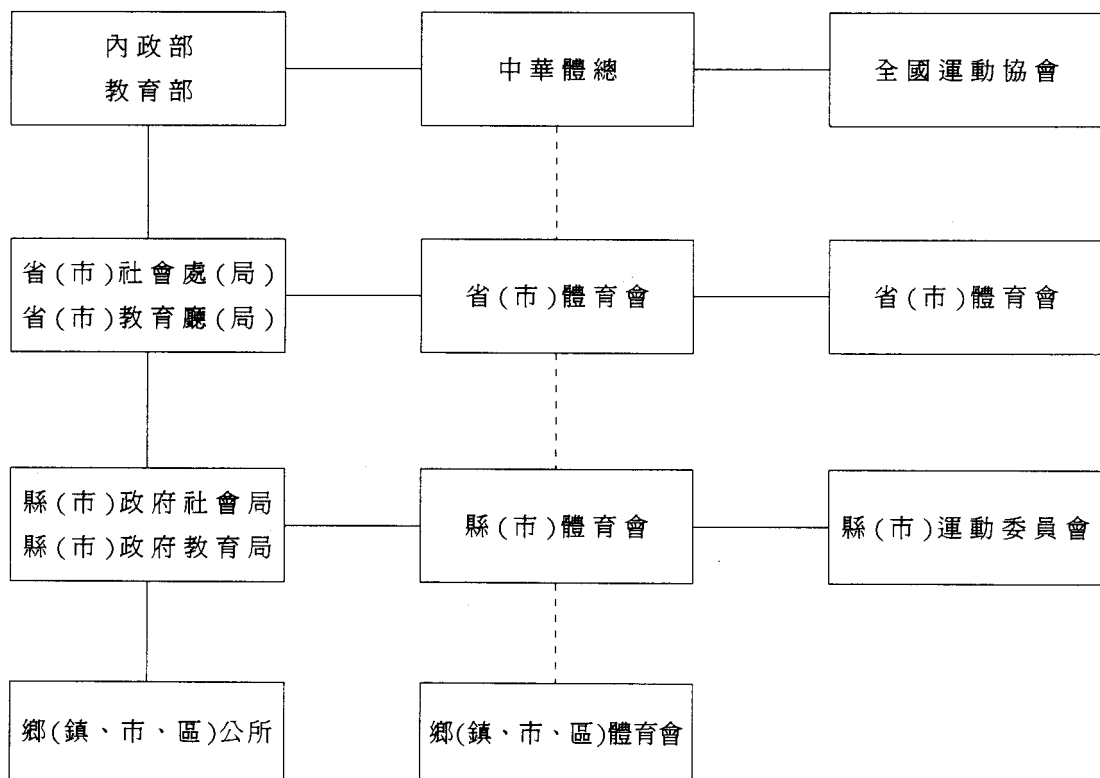 內政部
教育部
中華體總
全國運動協會
省(市)社會處(局)
省(市)教育廳(局)
省(市)體育會
省(市)體育會
縣(市)政府社會局
縣(市)政府教育局
縣(市)體育會
縣(市)運動委員會
鄉(鎮、市、區)公所
鄉(鎮、市、區)體育會